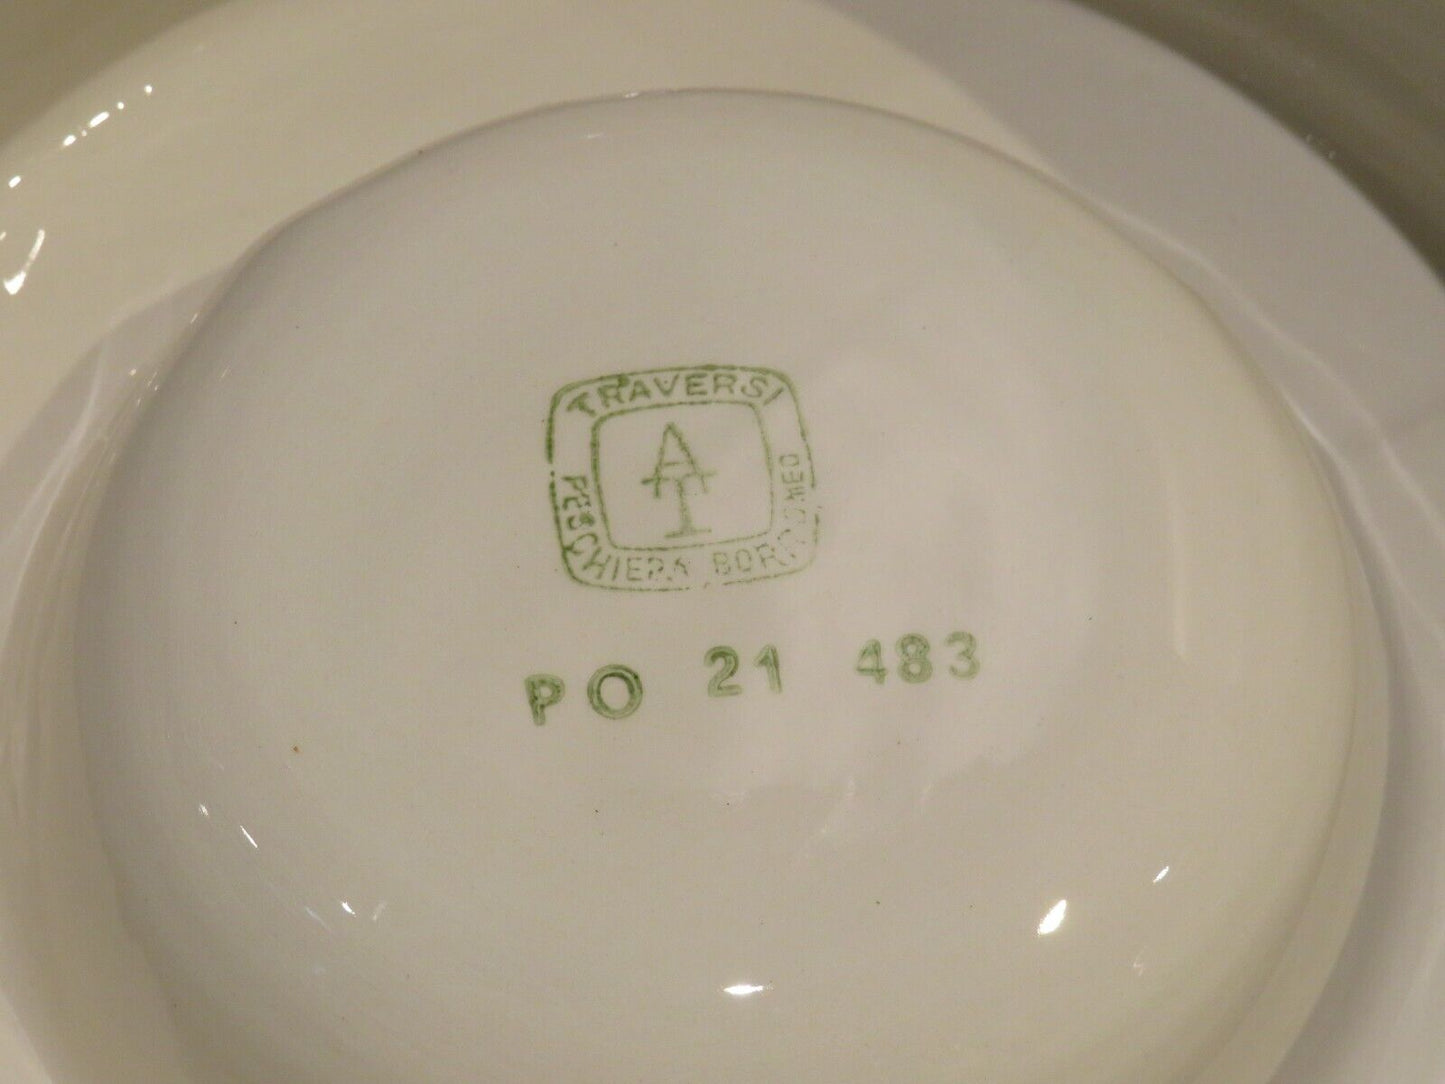 TRAVERSI
AT
PESCHIERA BORROMEO
PO 21 483